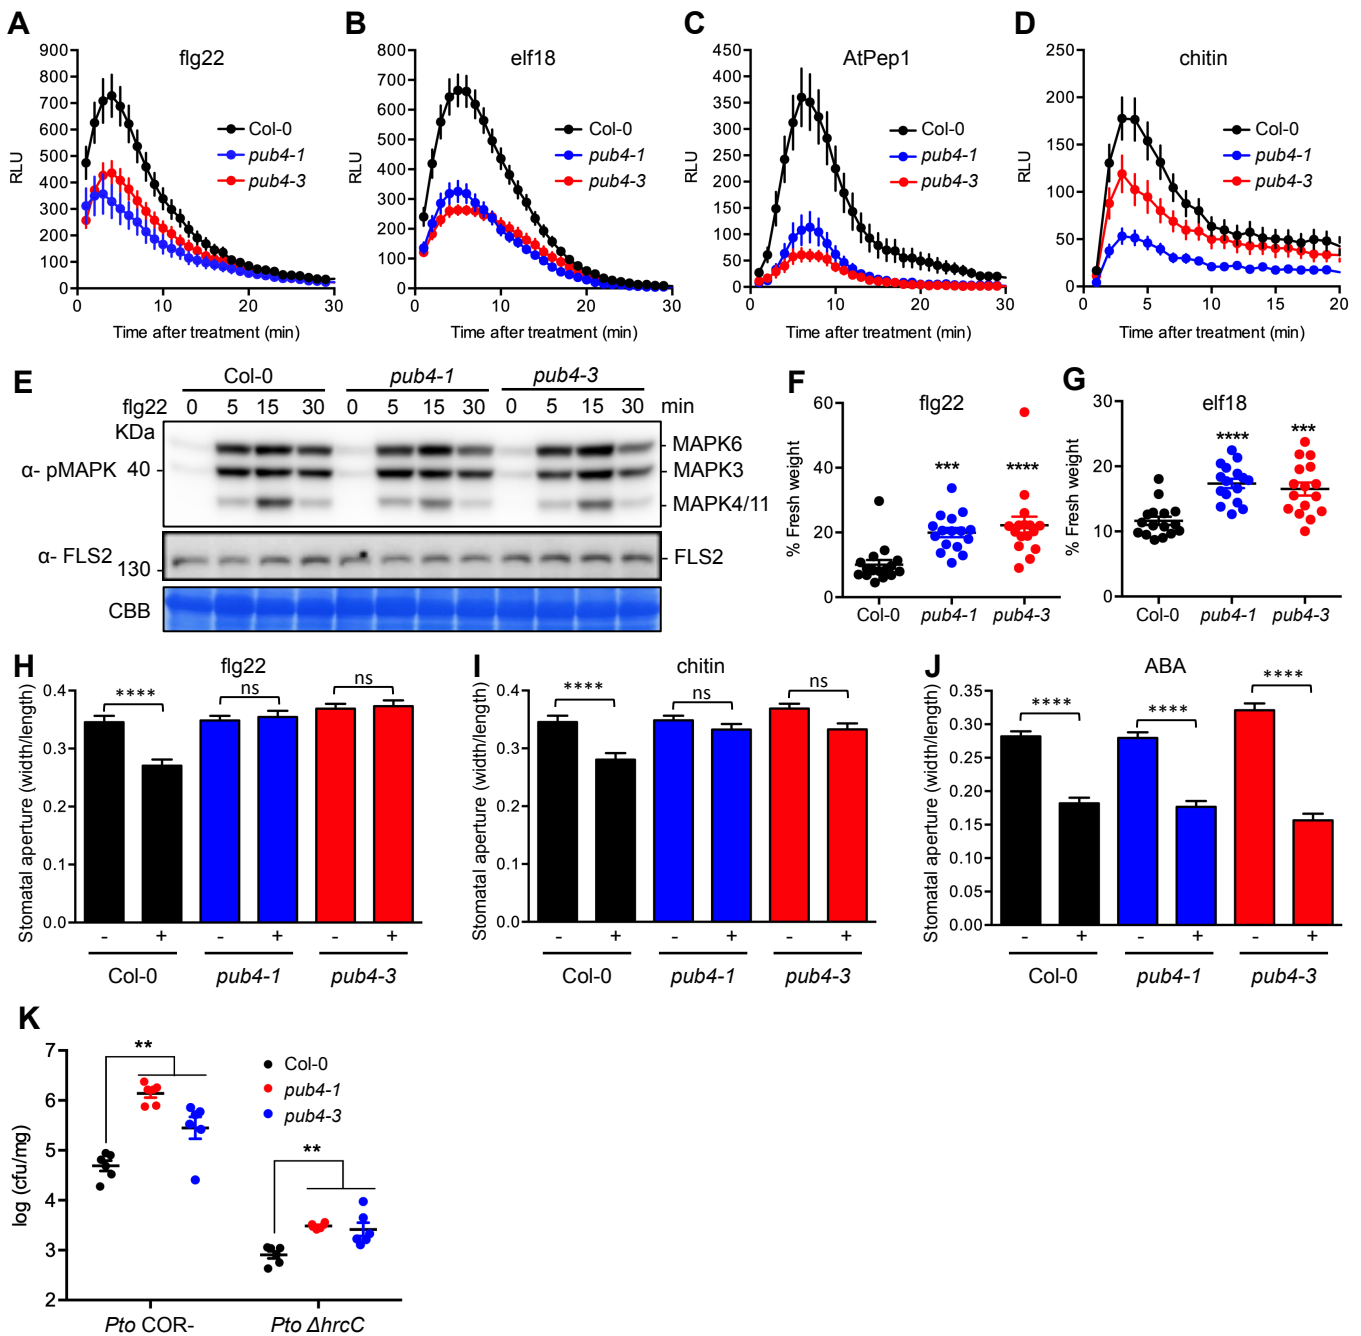 A
flg22
900
800
700
600
500
400
300
200
100
0
RLU
Col-0
pub4-1
pub4-3
0 10 20 30
Time after treatment (min)
B
elf18
800
700
600
500
400
300
200
100
0
RLU
Col-0
pub4-1
pub4-3
0 10 20 30
Time after treatment (min)
C
AtPep1
450
400
350
300
250
200
150
100
50
0
RLU
Col-0
pub4-1
pub4-3
0 10 20 30
Time after treatment (min)
D
chitin
250
200
150
100
50
0
RLU
Col-0
pub4-1
pub4-3
0 5 10 15 20
Time after treatment (min)
E
Col-0 pub4-1 pub4-3
flg22 0 5 15 30 0 5 15 30 0 5 15 30 min
KDa
α- pMAPK 40
MAPK6
MAPK3
MAPK4/11
α- FLS2 130
FLS2
CBB
F
flg22
60
40
20
0
% Fresh weight
*** ****
Col-0 pub4-1 pub4-3
G
elf18
30
20
10
0
% Fresh weight
**** ***
Col-0 pub4-1 pub4-3
H
flg22
0.4
0.3
0.2
0.1
0.0
Stomatal aperture (width/length)
**** ns ns
- + - + - +
Col-0 pub4-1 pub4-3
I
chitin
0.4
0.3
0.2
0.1
0.0
Stomatal aperture (width/length)
**** ns ns
- + - + - +
Col-0 pub4-1 pub4-3
J
ABA
0.35
0.30
0.25
0.20
0.15
0.10
0.05
0.00
Stomatal aperture (width/length)
**** **** ****
- + - + - +
Col-0 pub4-1 pub4-3
K
7
6
5
4
3
2
log (cfu/mg)
**
**
Col-0
pub4-1
pub4-3
Pto COR- Pto ΔhrcC